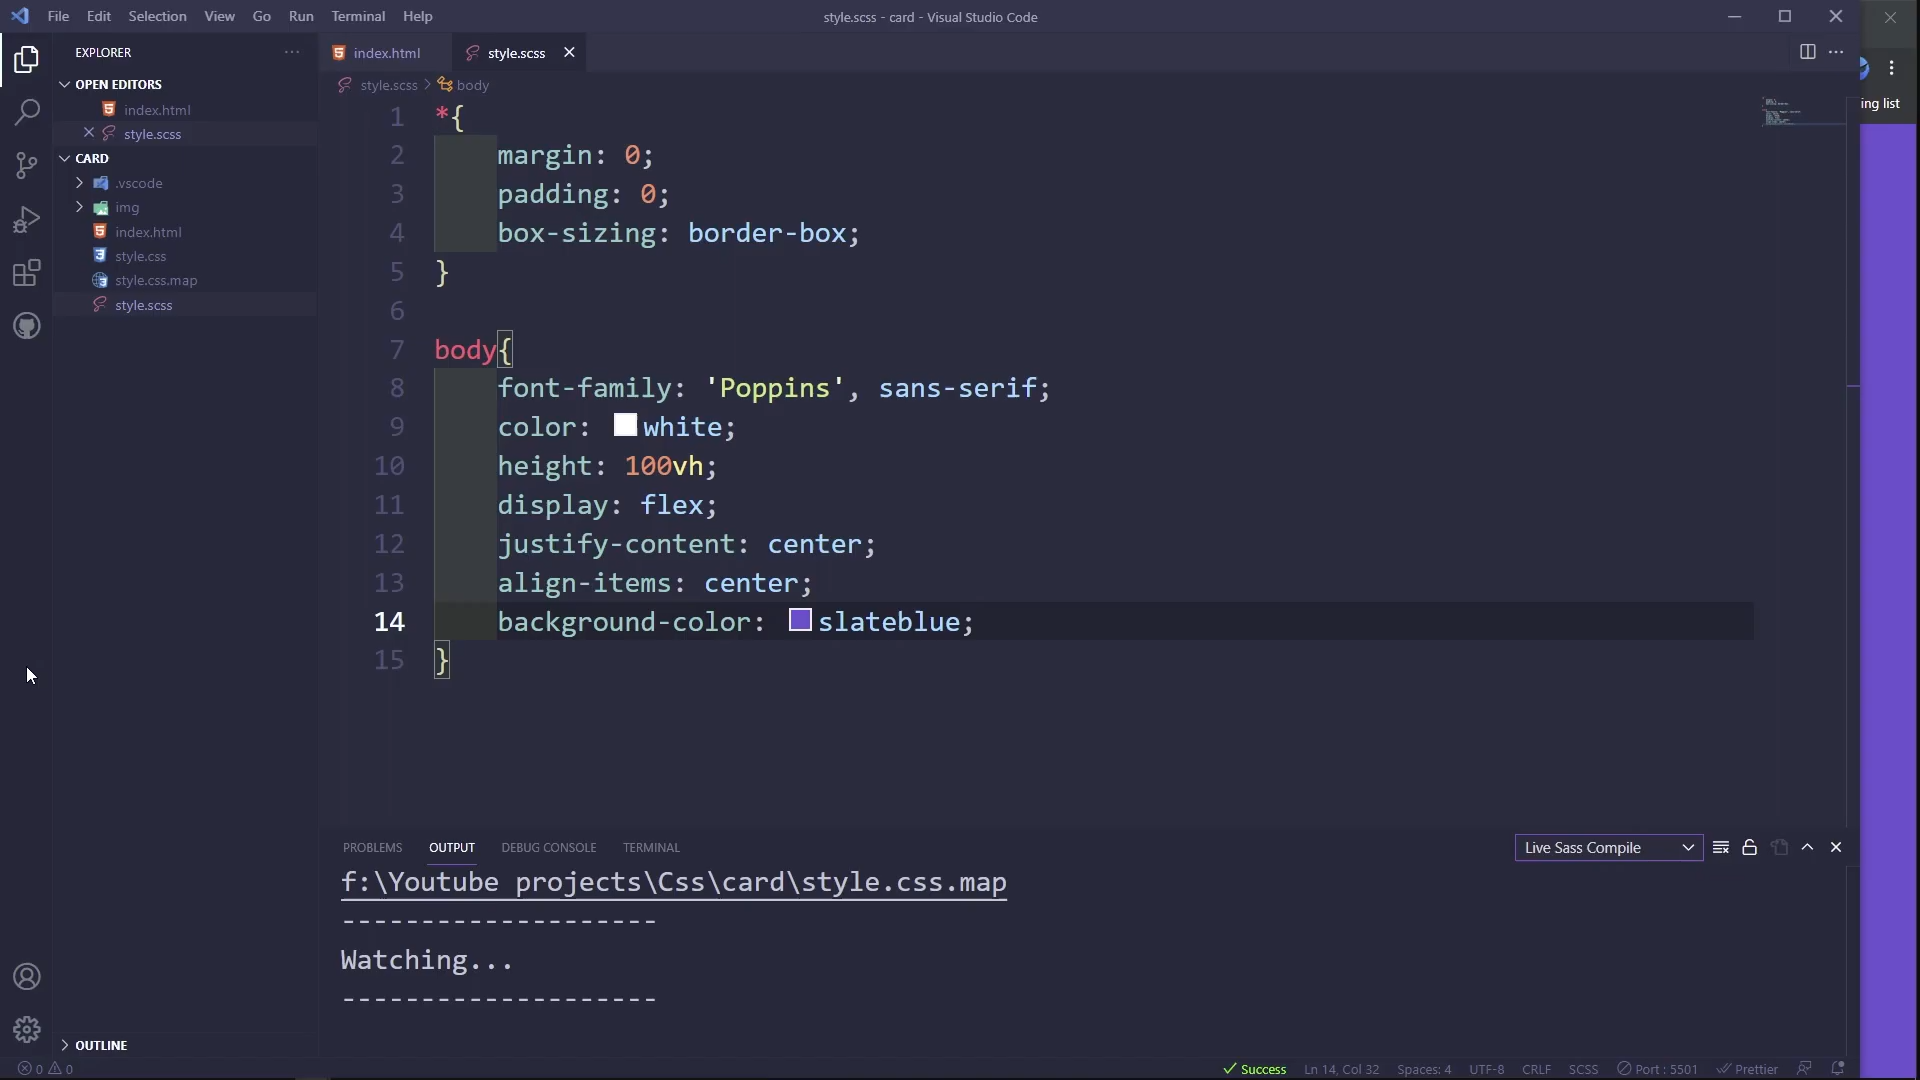 File Edit Selection View Go Run Terminal Help
style.scss - card - Visual Studio Code
EXPLORER
OPEN EDITORS
index.html
style.scss
CARD
.vscode
img
index.html
style.css
style.css.map
style.scss
OUTLINE
index.html style.scss
style.scss > body
ing list
1 *{
2 margin: 0;
3 padding: 0;
4 box-sizing: border-box;
5 }
6
7 body{
8 font-family: 'Poppins', sans-serif;
9 color: white;
10 height: 100vh;
11 display: flex;
12 justify-content: center;
13 align-items: center;
14 background-color: slateblue;
15 }
PROBLEMS OUTPUT DEBUG CONSOLE TERMINAL
Live Sass Compile
f:\Youtube projects\Css\card\style.css.map
--------------------
Watching...
--------------------
0 0
Success Ln 14, Col 32 Spaces: 4 UTF-8 CRLF SCSS Port : 5501 Prettier